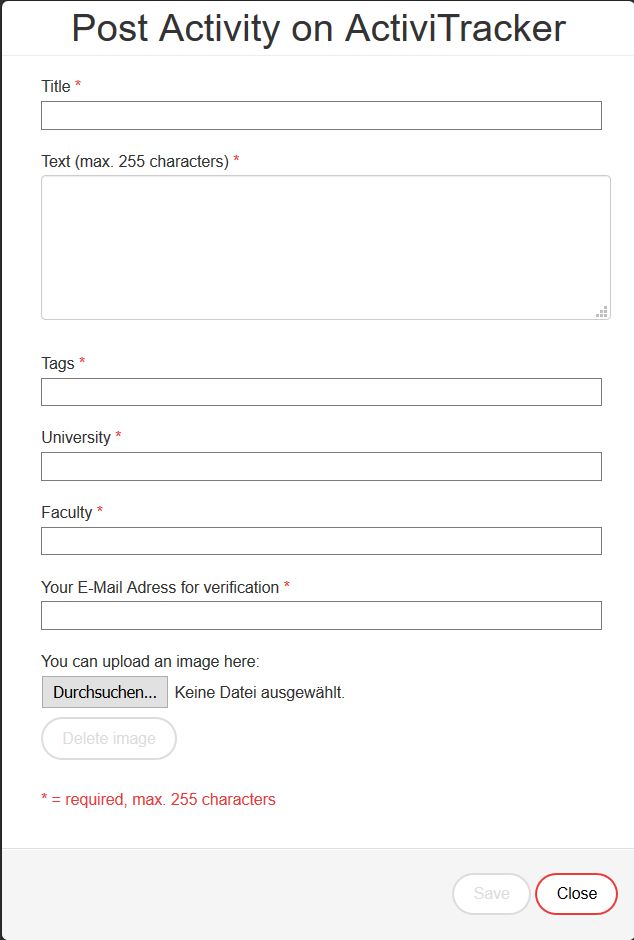 Post Activity on ActiviTracker
Title *
Text (max. 255 characters) *
Tags *
University *
Faculty *
Your E-Mail Adress for verification *
You can upload an image here:
Durchsuchen... Keine Datei ausgewählt.
Delete image
* = required, max. 255 characters
Save Close